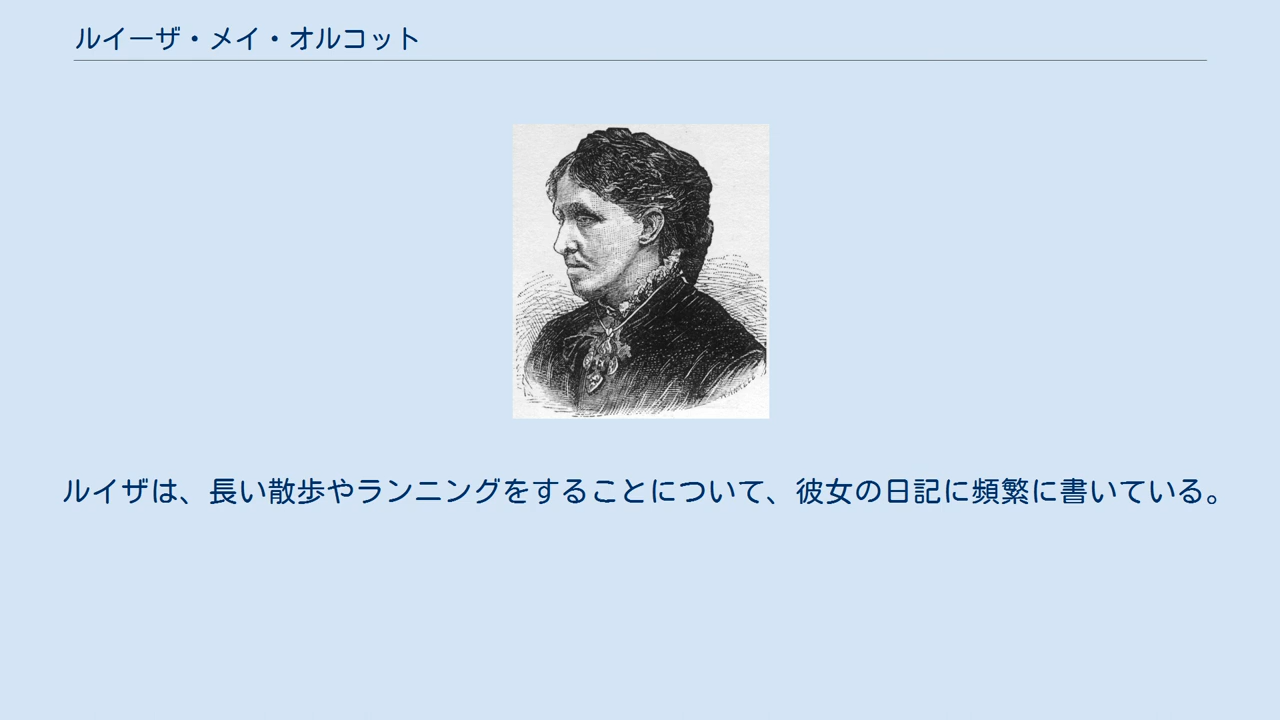 ルイーザ・メイ・オルコット
ルイザは、長い散歩やランニングをすることについて、彼女の日記に頻繁に書いている。